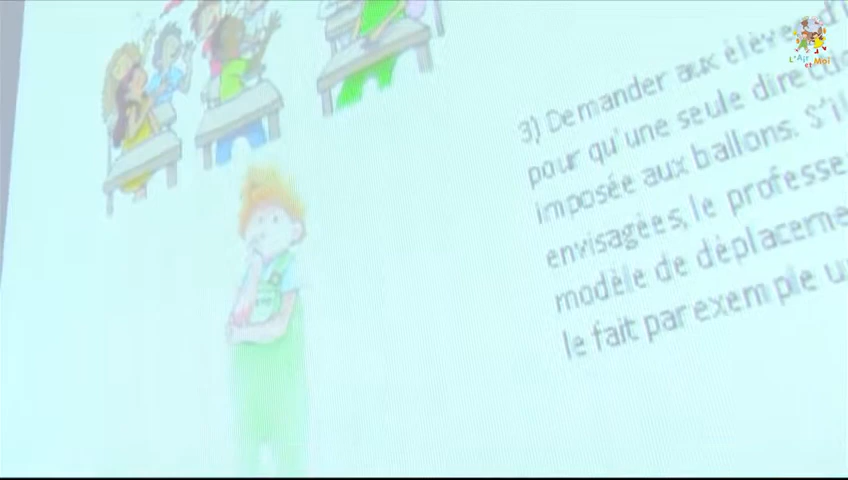 L'Air et Moi
3) Demander aux élèves
pour qu'une seule direction
imposée aux ballons. S'il
envisagées, le professe
modèle de déplaceme
le fait par exemple u